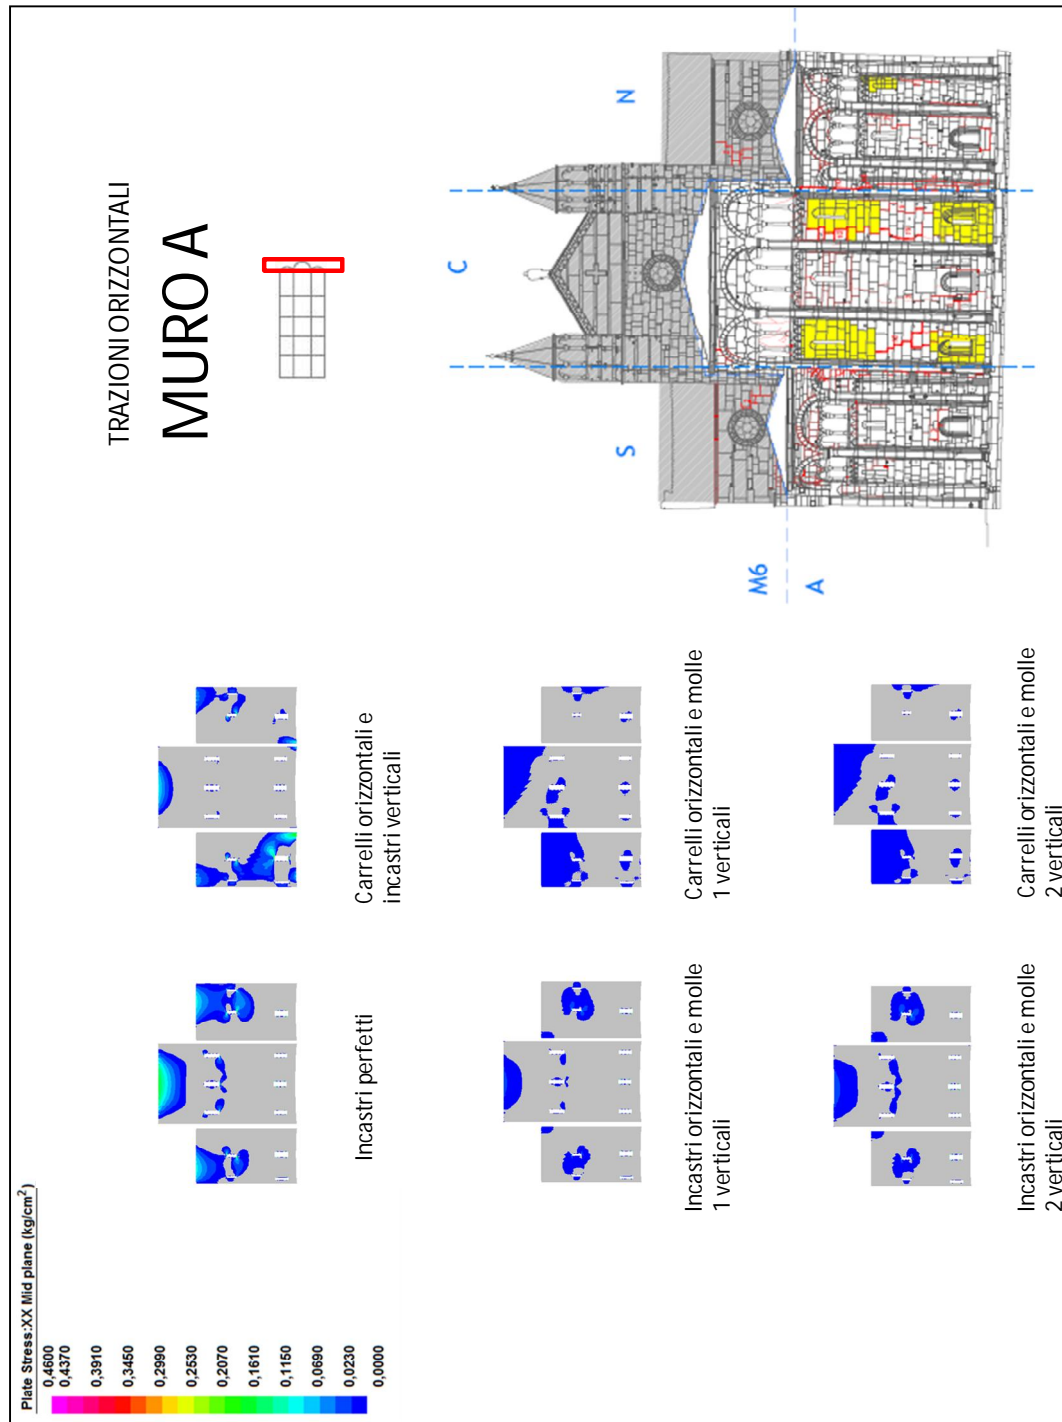 Plate Stress:XX Mid plane (kg/cm²)
0,4600
0,4370
0,3910
0,3450
0,2990
0,2530
0,2070
0,1610
0,1150
0,0690
0,0230
0,0000
TRAZIONI ORIZZONTALI
MURO A
Incastri perfetti
Carrelli orizzontali e
incastri verticali
Incastri orizzontali e molle
1 verticali
Carrelli orizzontali e molle
1 verticali
Incastri orizzontali e molle
2 verticali
Carrelli orizzontali e molle
2 verticali
S
C
N
M6
A